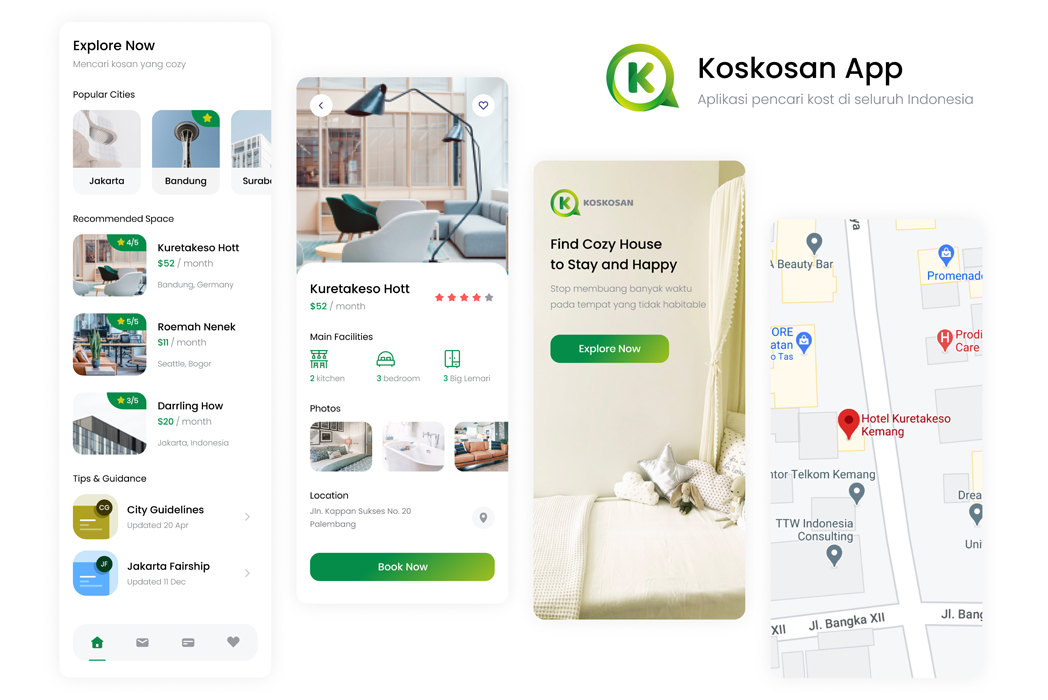 Explore Now
Mencari kosan yang cozy
Popular Cities
Jakarta
Bandung
Surab
Recommended Space
4/5
Kuretakeso Hott
$52 / month
Bandung, Germany
5/5
Roemah Nenek
$11 / month
Seattle, Bogor
3/5
Darrling How
$20 / month
Jakarta, Indonesia
Tips & Guidance
CG
City Guidelines
Updated 20 Apr
JF
Jakarta Fairship
Updated 11 Dec
Kuretakeso Hott
$52 / month
Main Facilities
2 kitchen
3 bedroom
3 Big Lemari
Photos
Location
Jln. Kappan Sukses No. 20
Palembang
Book Now
K
Koskosan App
Aplikasi pencari kost di seluruh Indonesia
K KOSKOSAN
Find Cozy House
to Stay and Happy
Stop membuang banyak waktu
pada tempat yang tidak habitable
Explore Now
ya
A Beauty Bar
Promenade
ORE
atan
o Tas
H
Prodi
Care
Hotel Kuretakeso
Kemang
ntor Telkom Kemang
TTW Indonesia
Consulting
Drea
Uni
XII
Jl. Bangka XII
Jl. Bang